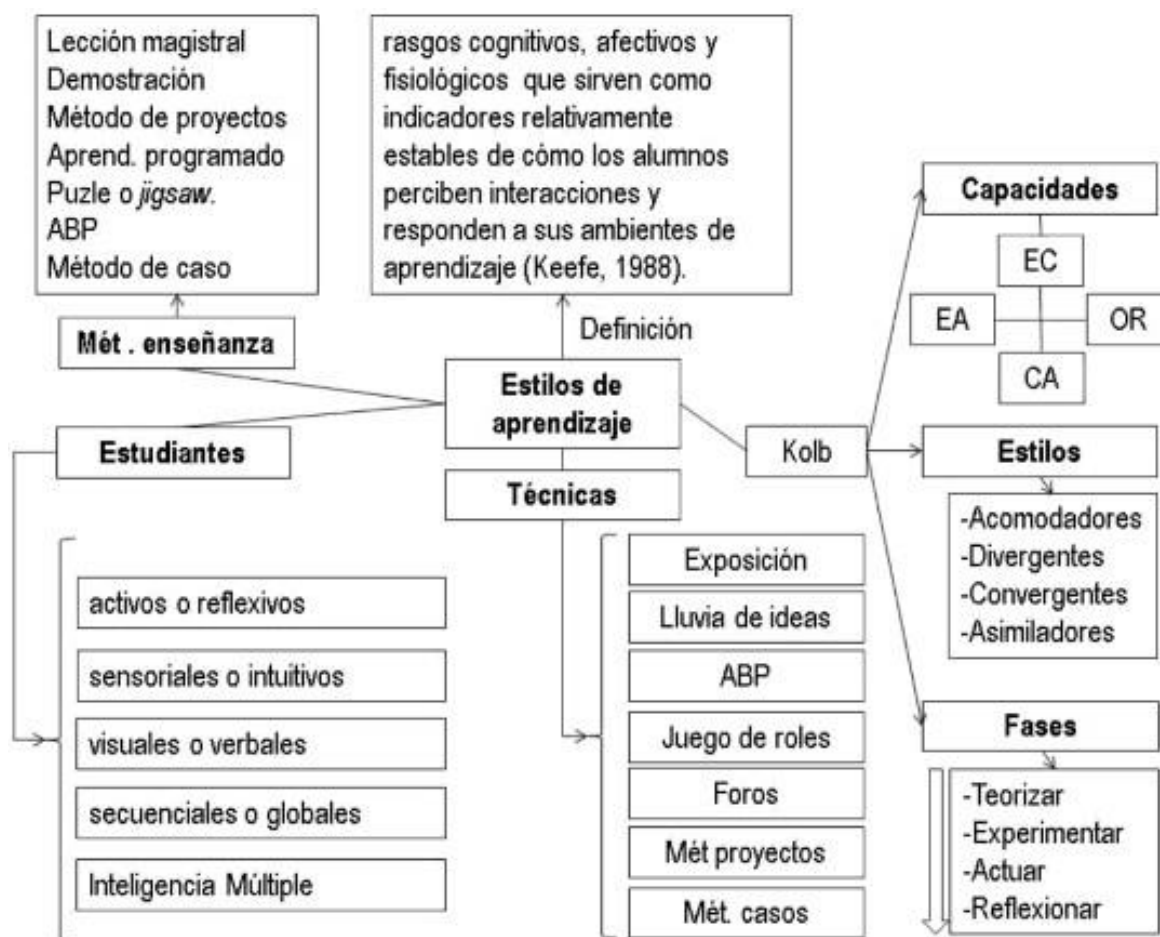 Lección magistral
Demostración
Método de proyectos
Aprend. programado
Puzle o jigsaw.
ABP
Método de caso
rasgos cognitivos, afectivos y
fisiológicos que sirven como
indicadores relativamente
estables de cómo los alumnos
perciben interacciones y
responden a sus ambientes de
aprendizaje (Keefe, 1988).
Mét . enseñanza
Definición
Estilos de
aprendizaje
Estudiantes
Técnicas
Kolb
Capacidades
EC
EA
OR
CA
Estilos
-Acomodadores
-Divergentes
-Convergentes
-Asimiladores
Fases
-Teorizar
-Experimentar
-Actuar
-Reflexionar
activos o reflexivos
sensoriales o intuitivos
visuales o verbales
secuenciales o globales
Inteligencia Múltiple
Exposición
Lluvia de ideas
ABP
Juego de roles
Foros
Mét proyectos
Mét. casos